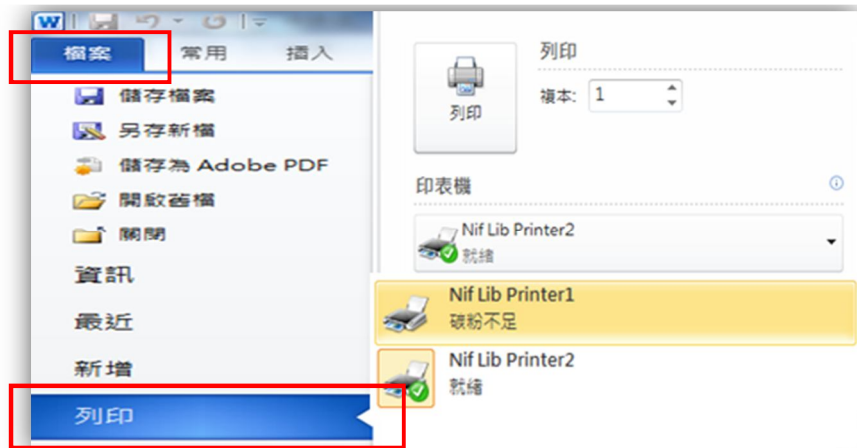 檔案 常用 插入
儲存檔案
另存新檔
儲存為 Adobe PDF
開啟舊檔
關閉
資訊
最近
新增
列印
列印
列印
複本: 1
印表機
Nif Lib Printer2
就緒
Nif Lib Printer1
碳粉不足
Nif Lib Printer2
就緒